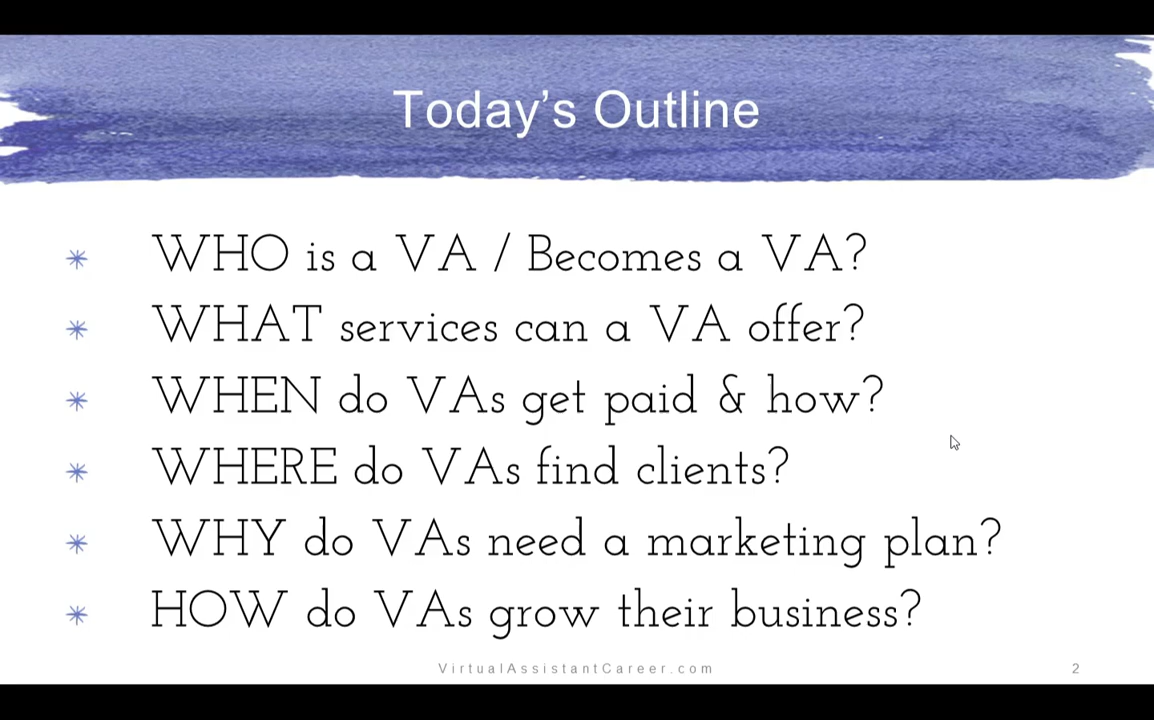 Today's Outline
WHO is a VA / Becomes a VA?
WHAT services can a VA offer?
WHEN do VAs get paid & how?
WHERE do VAs find clients?
WHY do VAs need a marketing plan?
HOW do VAs grow their business?
VirtualAssistantCareer.com
2